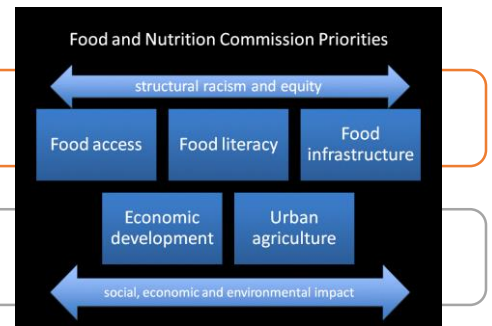 Food and Nutrition Commission Priorities
structural racism and equity
Food access
Food literacy
Food
infrastructure
Economic
development
Urban
agriculture
social, economic and environmental impact